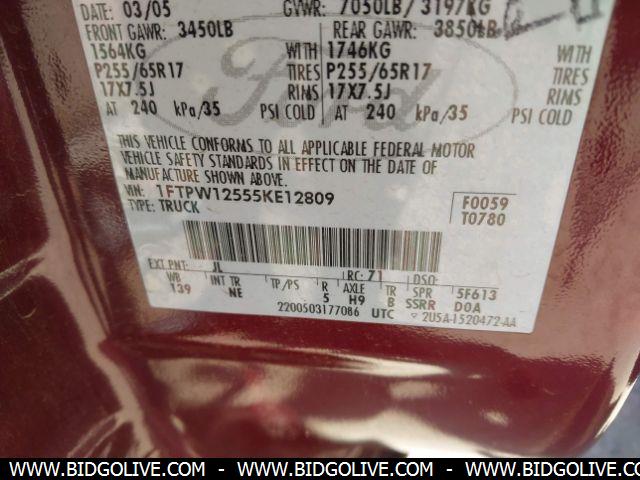 DATE: 03/05 GVWR: 7050LB/ 3197KG
FRONT GAWR: 3450LB REAR GAWR: 3850LB
1564KG WITH 1746KG WITH
P255/65R17 TIRES P255/65R17 TIRES
17X7.5J RIMS 17X7.5J RIMS
AT 240 kPa/35 PSI COLD AT 240 kPa/35 PSI COLD
Ford
THIS VEHICLE CONFORMS TO ALL APPLICABLE FEDERAL MOTOR
VEHICLE SAFETY STANDARDS IN EFFECT ON THE DATE OF
MANUFACTURE SHOWN ABOVE.
VIN: 1FTPW12555KE12809 F0059
TYPE: TRUCK T0780
EXT PNT: JL RC: 71 DSO:
WB INT TR TP/PS R AXLE TR SPR 5F613
139 NE 5 H9 B SSRR DOA
2200503177086 UTC 2U5A-1520472-AA
WWW.BIDGOLIVE.COM - WWW.BIDGOLIVE.COM - WWW.BIDGOLIVE.COM - WWW.BIDGOLIVE.COM